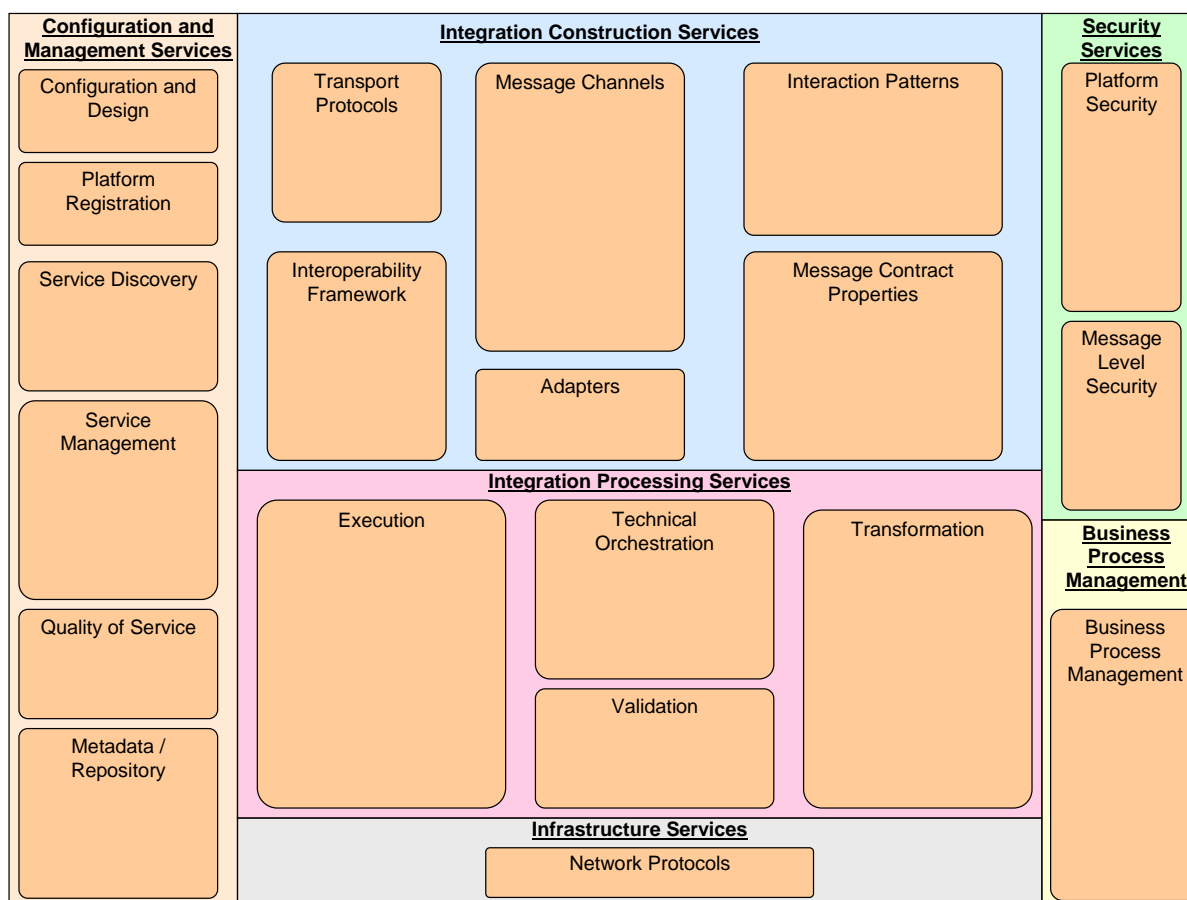 Configuration and
Management Services
Configuration and
Design
Platform
Registration
Service Discovery
Service
Management
Quality of Service
Metadata /
Repository
Integration Construction Services
Transport
Protocols
Message Channels
Interaction Patterns
Interoperability
Framework
Message Contract
Properties
Adapters
Integration Processing Services
Execution
Technical
Orchestration
Transformation
Validation
Infrastructure Services
Network Protocols
Security
Services
Platform
Security
Message
Level
Security
Business
Process
Management
Business
Process
Management